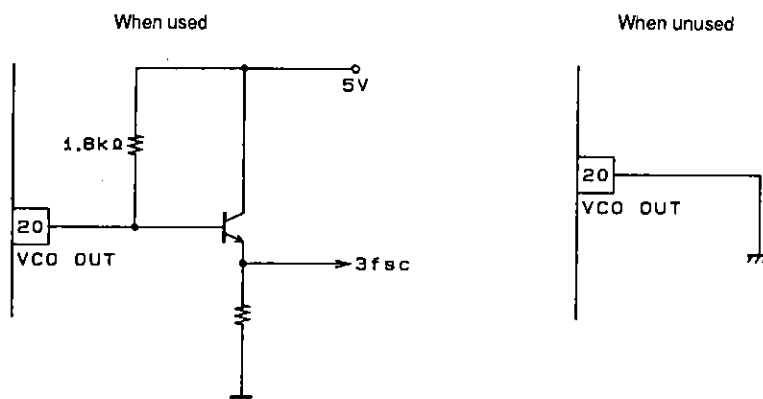 When used
When unused
5V
1.8kΩ
20
VCO OUT
3fsc
20
VCO OUT